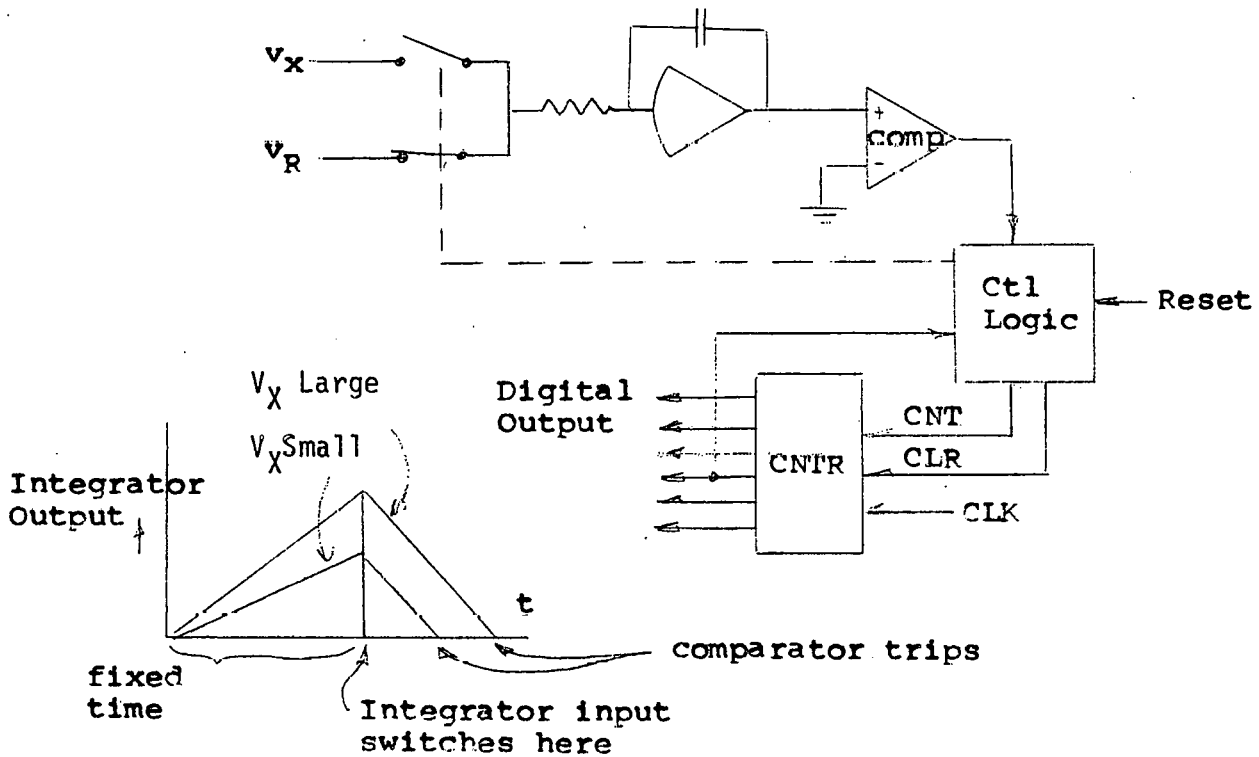 vX
vR
+
comp
-
Ctl
Logic
Reset
Digital
Output
CNTR
CNT
CLR
CLK
VX Large
VXSmall
Integrator
Output
t
fixed
time
comparator trips
Integrator input
switches here